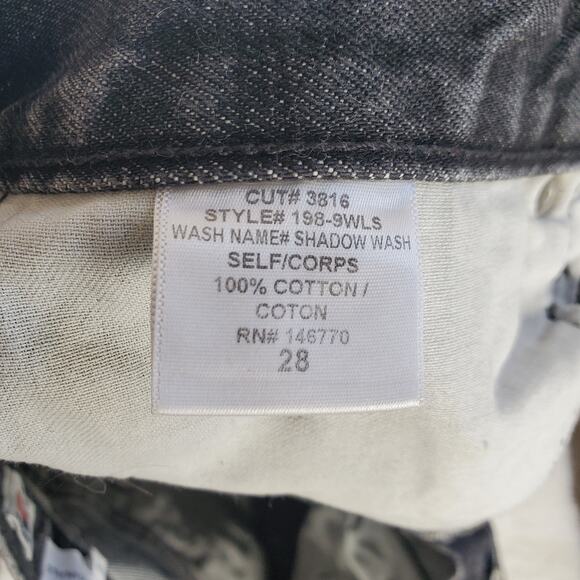 CUT# 3816
STYLE# 198-9WLS
WASH NAME# SHADOW WASH
SELF/CORPS
100% COTTON /
COTON
RN# 146770
28